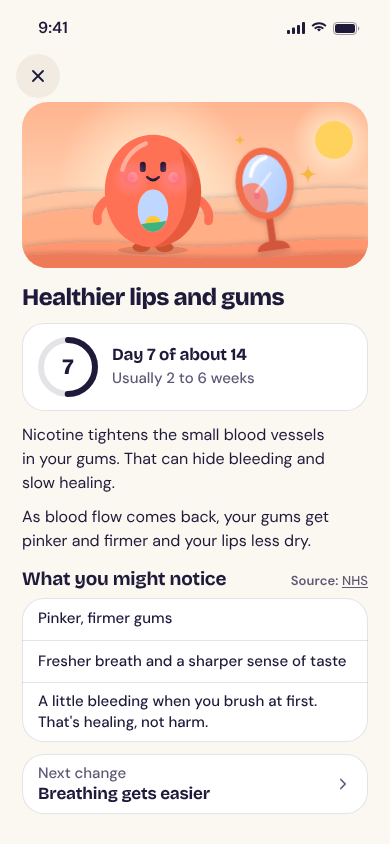 9:41
Healthier lips and gums
7
Day 7 of about 14
Usually 2 to 6 weeks
Nicotine tightens the small blood vessels
in your gums. That can hide bleeding and
slow healing.
As blood flow comes back, your gums get
pinker and firmer and your lips less dry.
What you might notice
Source: NHS
Pinker, firmer gums
Fresher breath and a sharper sense of taste
A little bleeding when you brush at first.
That's healing, not harm.
Next change
Breathing gets easier